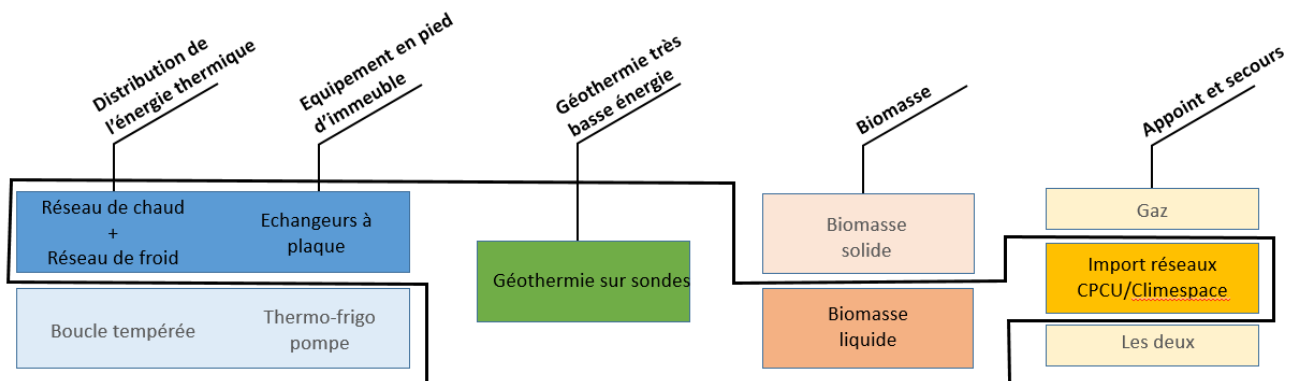 Distribution de
l'énergie thermique
Equipement en pied
d'immeuble
Géothermie très
basse énergie
Biomasse
Appoint et secours
Réseau de chaud
+
Réseau de froid
Echangeurs à
plaque
Géothermie sur sondes
Biomasse
solide
Gaz
Import réseaux
CPCU/Climespace
Boucle tempérée
Thermo-frigo
pompe
Biomasse
liquide
Les deux